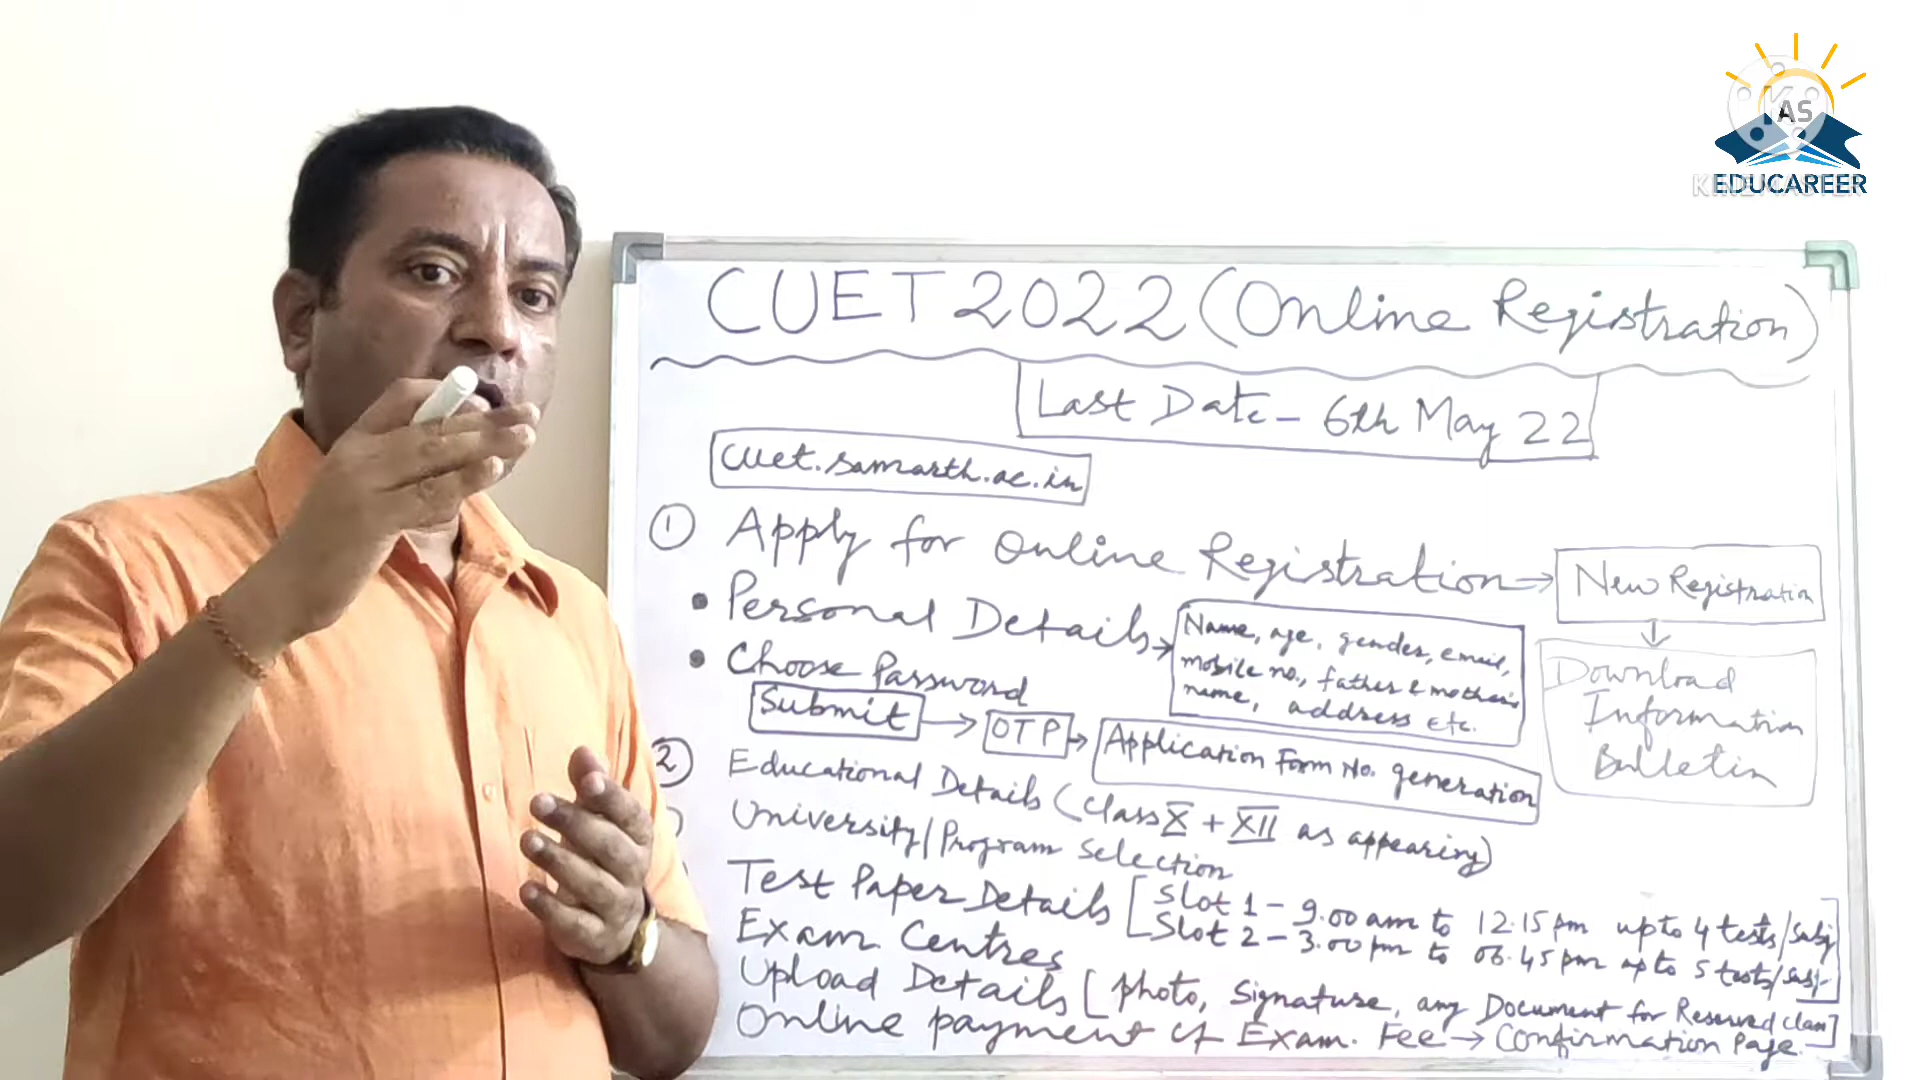 AS
EDUCAREER
KINEMASTER
CUET 2022 (Online Registration)
Last Date - 6th May 22
cuet.samarth.ac.in
① Apply for Online Registration → New Registration
• Personal Details → Name, age, gender, email,
mobile no., father & mother's
name, address etc.
Download
Information
Bulletin
• Choose Password
Submit → OTP → Application Form No. generation
② Educational Details (Class X + XII as appearing)
University/Program Selection
Test Paper Details [Slot 1 - 9.00 am to 12.15 pm upto 4 tests/subj
Slot 2 - 3.00 pm to 06.45 pm upto 5 tests/subj]
Exam Centres
Upload Details [Photo, Signature, any Document for Reserved class]
Online payment of Exam. Fee → Confirmation Page.